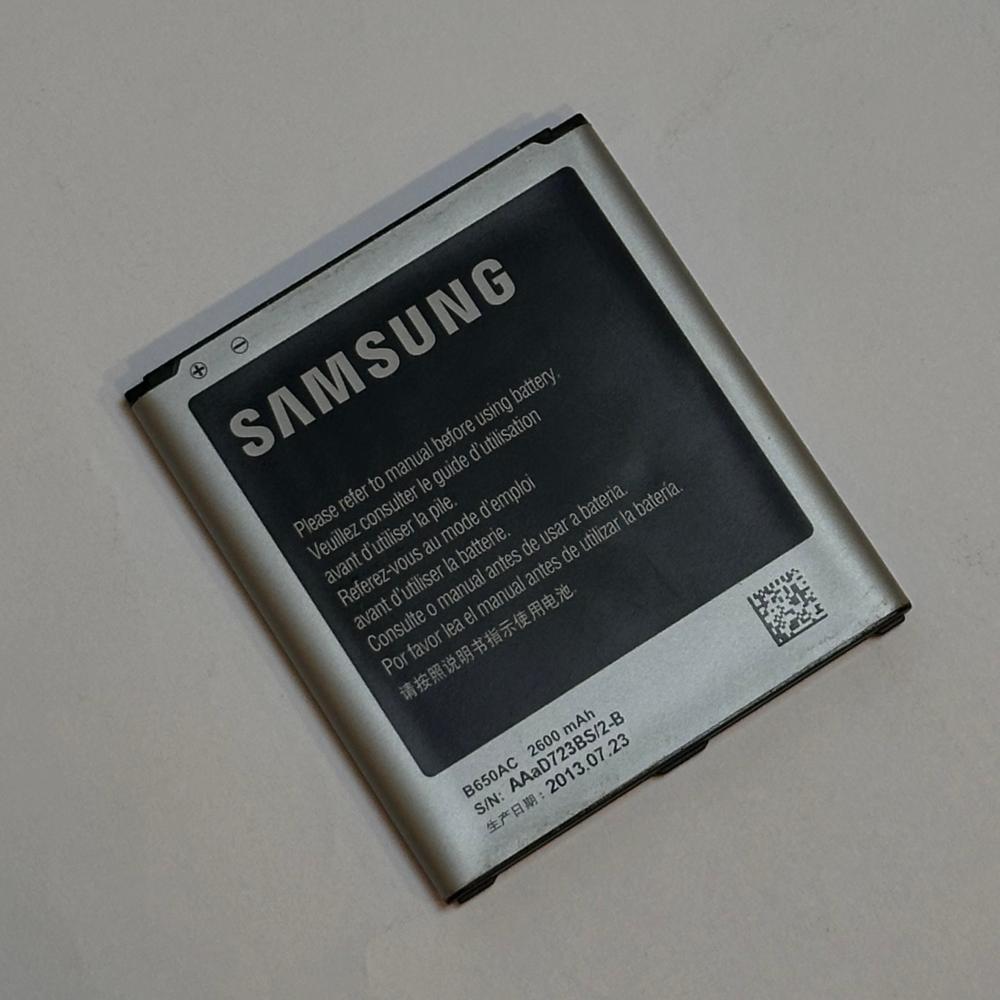 SAMSUNG
Please refer to manual before using battery.
Veuillez consulter le guide d'utilisation
avant d'utiliser la pile.
Referez-vous au mode d'emploi
avant d'utiliser la batterie.
Consulte o manual antes de usar a bateria.
Por favor lea el manual antes de utilizar la batería.
请按照说明书指示使用电池.
B650AC 2600 mAh
S/N: AAaD723BS/2-B
生产日期: 2013.07.23